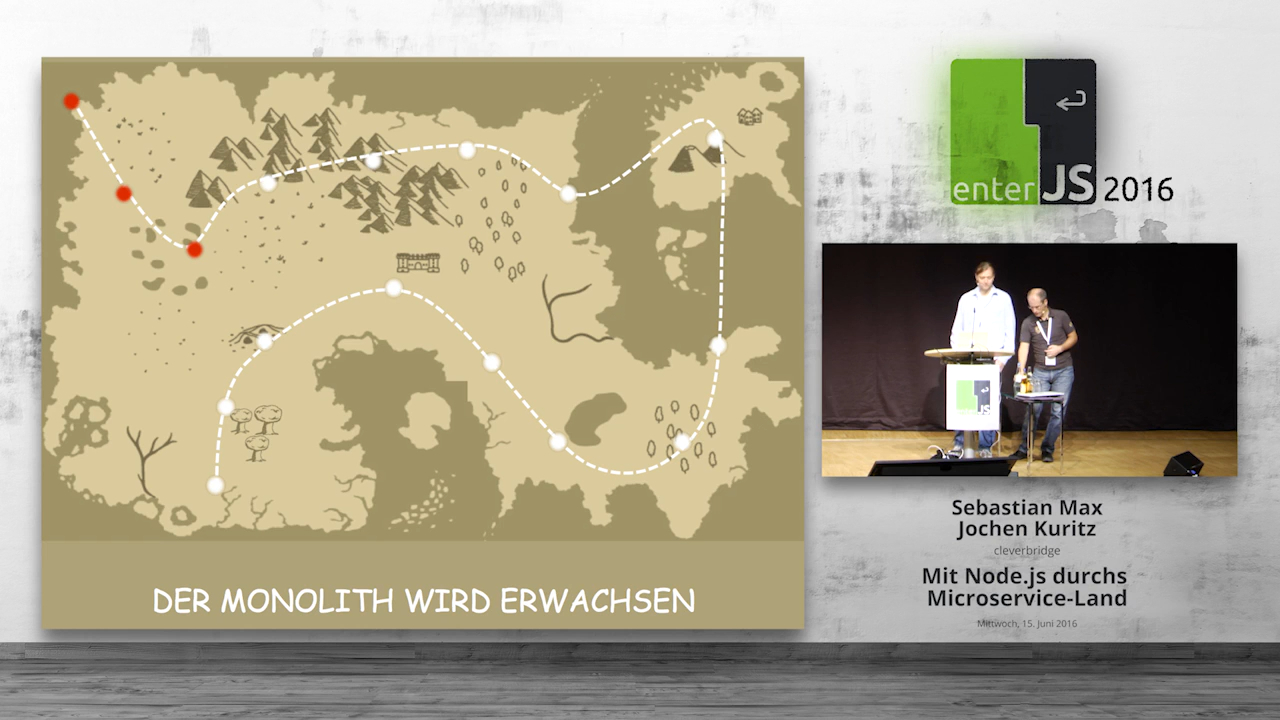 DER MONOLITH WIRD ERWACHSEN
enter JS 2016
JS
Sebastian Max
Jochen Kuritz
cleverbridge
Mit Node.js durchs
Microservice-Land
Mittwoch, 15. Juni 2016